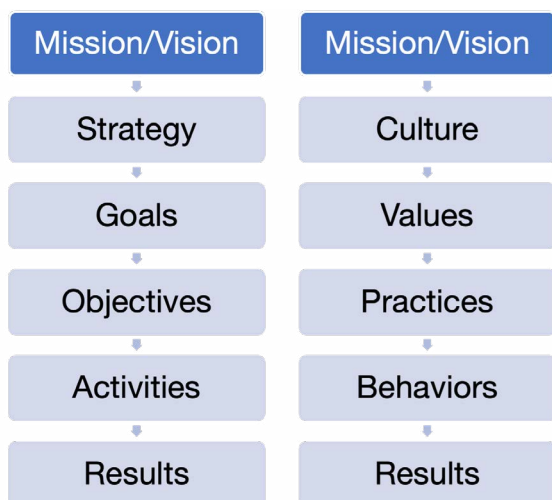 Mission/Vision
Strategy
Goals
Objectives
Activities
Results
Mission/Vision
Culture
Values
Practices
Behaviors
Results